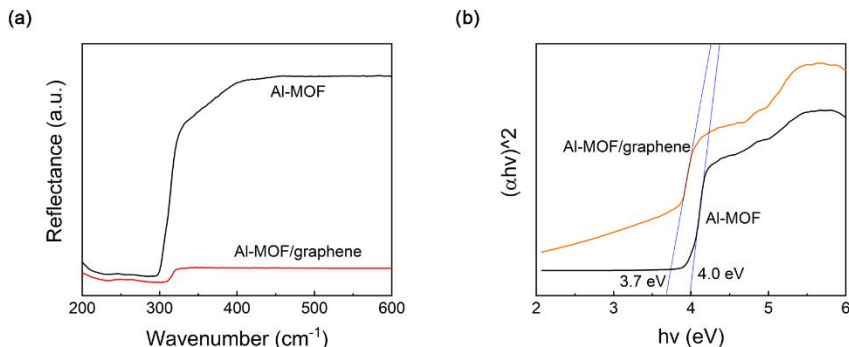 (a)
Reflectance (a.u.)
Al-MOF
Al-MOF/graphene
200 300 400 500 600
Wavenumber (cm⁻¹)
(b)
(αhν)^2
Al-MOF/graphene
Al-MOF
3.7 eV
4.0 eV
2 3 4 5 6
hν (eV)